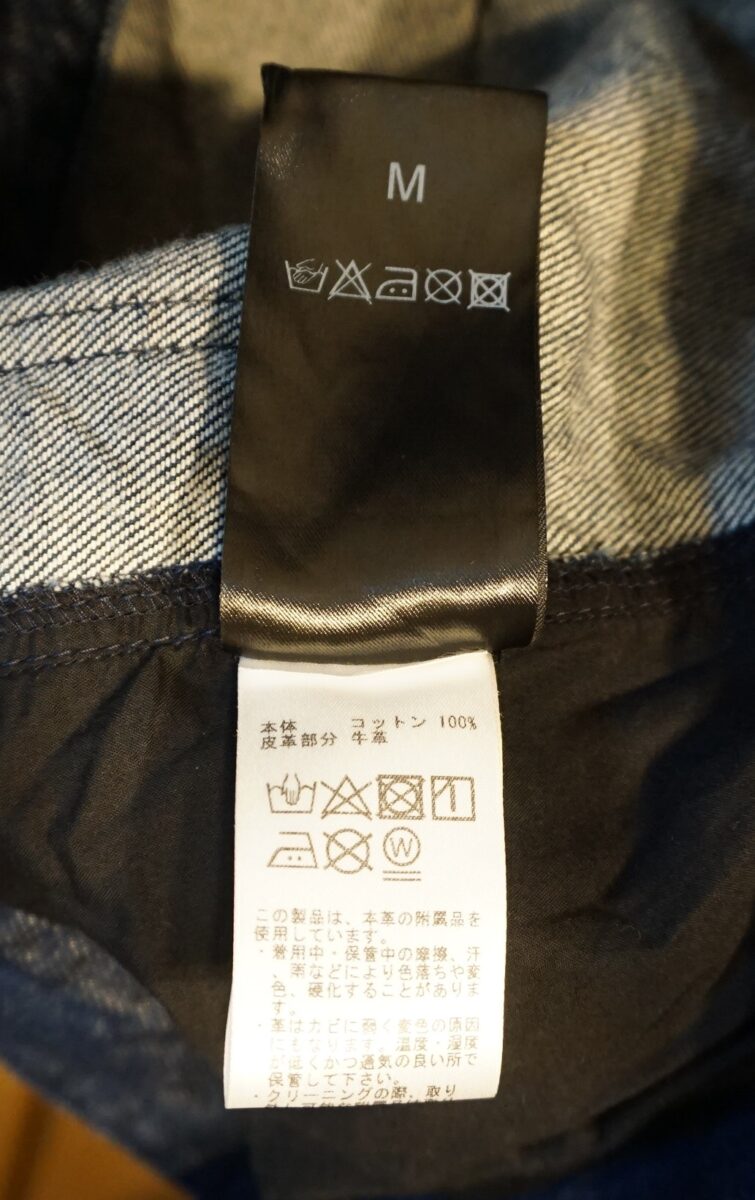 M
本体 コットン 100%
皮革部分 牛革
W
この製品は、本革の附属品を
使用しています。
・着用中・保管中の摩擦、汗
、雨などにより色落ちや変
色、硬化することがありま
す。
・革はカビに弱く変色の原因
にもなります。温度・湿度
が低くかつ通気の良い所で
保管して下さい。
・クリーニングの際、取り